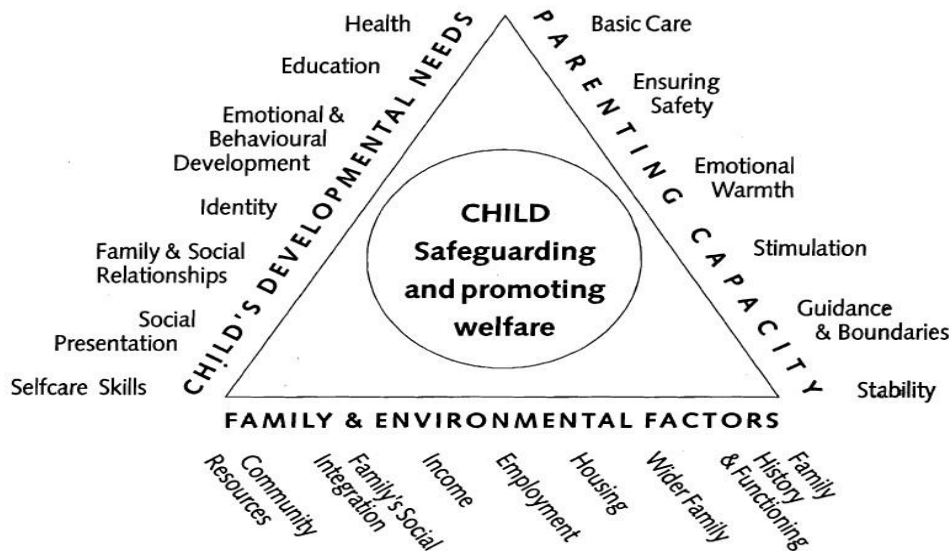 Health
Education
Emotional &
Behavioural
Development
Identity
Family & Social
Relationships
Social
Presentation
Selfcare Skills
CHILD'S DEVELOPMENTAL NEEDS
CHILD
Safeguarding
and promoting
welfare
PARENTING CAPACITY
Basic Care
Ensuring
Safety
Emotional
Warmth
Stimulation
Guidance
& Boundaries
Stability
FAMILY & ENVIRONMENTAL FACTORS
Community
Resources
Family's Social
Integration
Income
Employment
Housing
Wider Family
Family
History
& Functioning